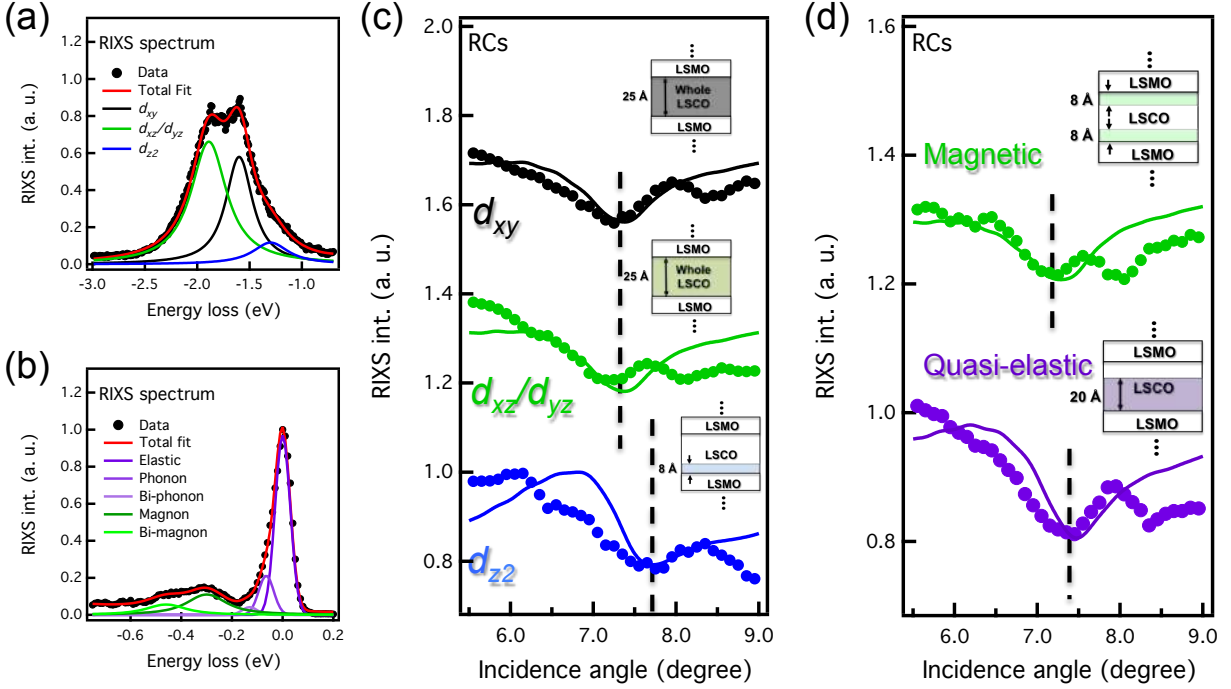 (a)
RIXS spectrum
Data
Total Fit
dxy
dxz/dyz
dz2
1.2
1.0
0.8
0.6
0.4
0.2
0.0
RIXS int. (a. u.)
-3.0
-2.5
-2.0
-1.5
-1.0
Energy loss (eV)
(b)
RIXS spectrum
Data
Total fit
Elastic
Phonon
Bi-phonon
Magnon
Bi-magnon
1.2
1.0
0.8
0.6
0.4
0.2
0.0
RIXS int. (a. u.)
-0.6
-0.4
-0.2
0.0
0.2
Energy loss (eV)
(c)
RCs
2.0
1.8
1.6
1.4
1.2
1.0
0.8
RIXS int. (a. u.)
LSMO
25 Å
Whole
LSCO
LSMO
dxy
LSMO
25 Å
Whole
LSCO
LSMO
dxz/dyz
LSMO
LSCO
8 Å
LSMO
dz2
6.0
7.0
8.0
9.0
Incidence angle (degree)
(d)
RCs
1.6
1.4
1.2
1.0
0.8
RIXS int. (a. u.)
LSMO
8 Å
LSCO
8 Å
LSMO
Magnetic
Quasi-elastic
LSMO
LSCO
20 Å
LSMO
6.0
7.0
8.0
9.0
Incidence angle (degree)